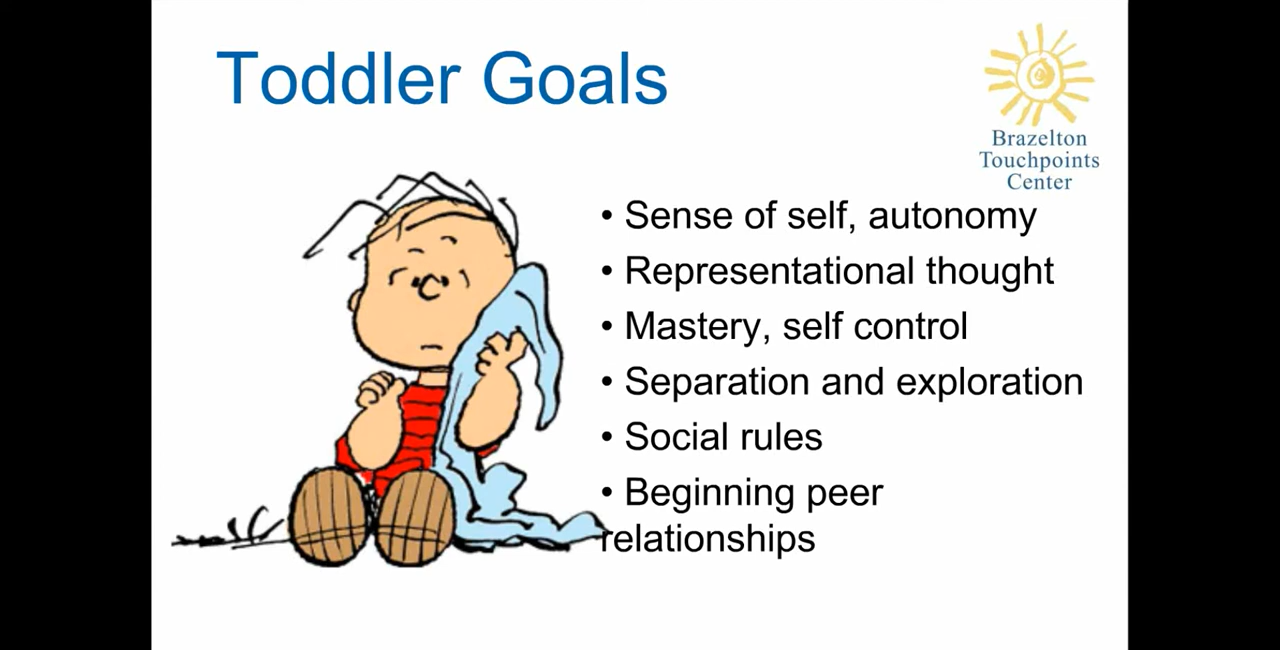 Toddler Goals
Brazelton
Touchpoints
Center
• Sense of self, autonomy
• Representational thought
• Mastery, self control
• Separation and exploration
• Social rules
• Beginning peer
relationships